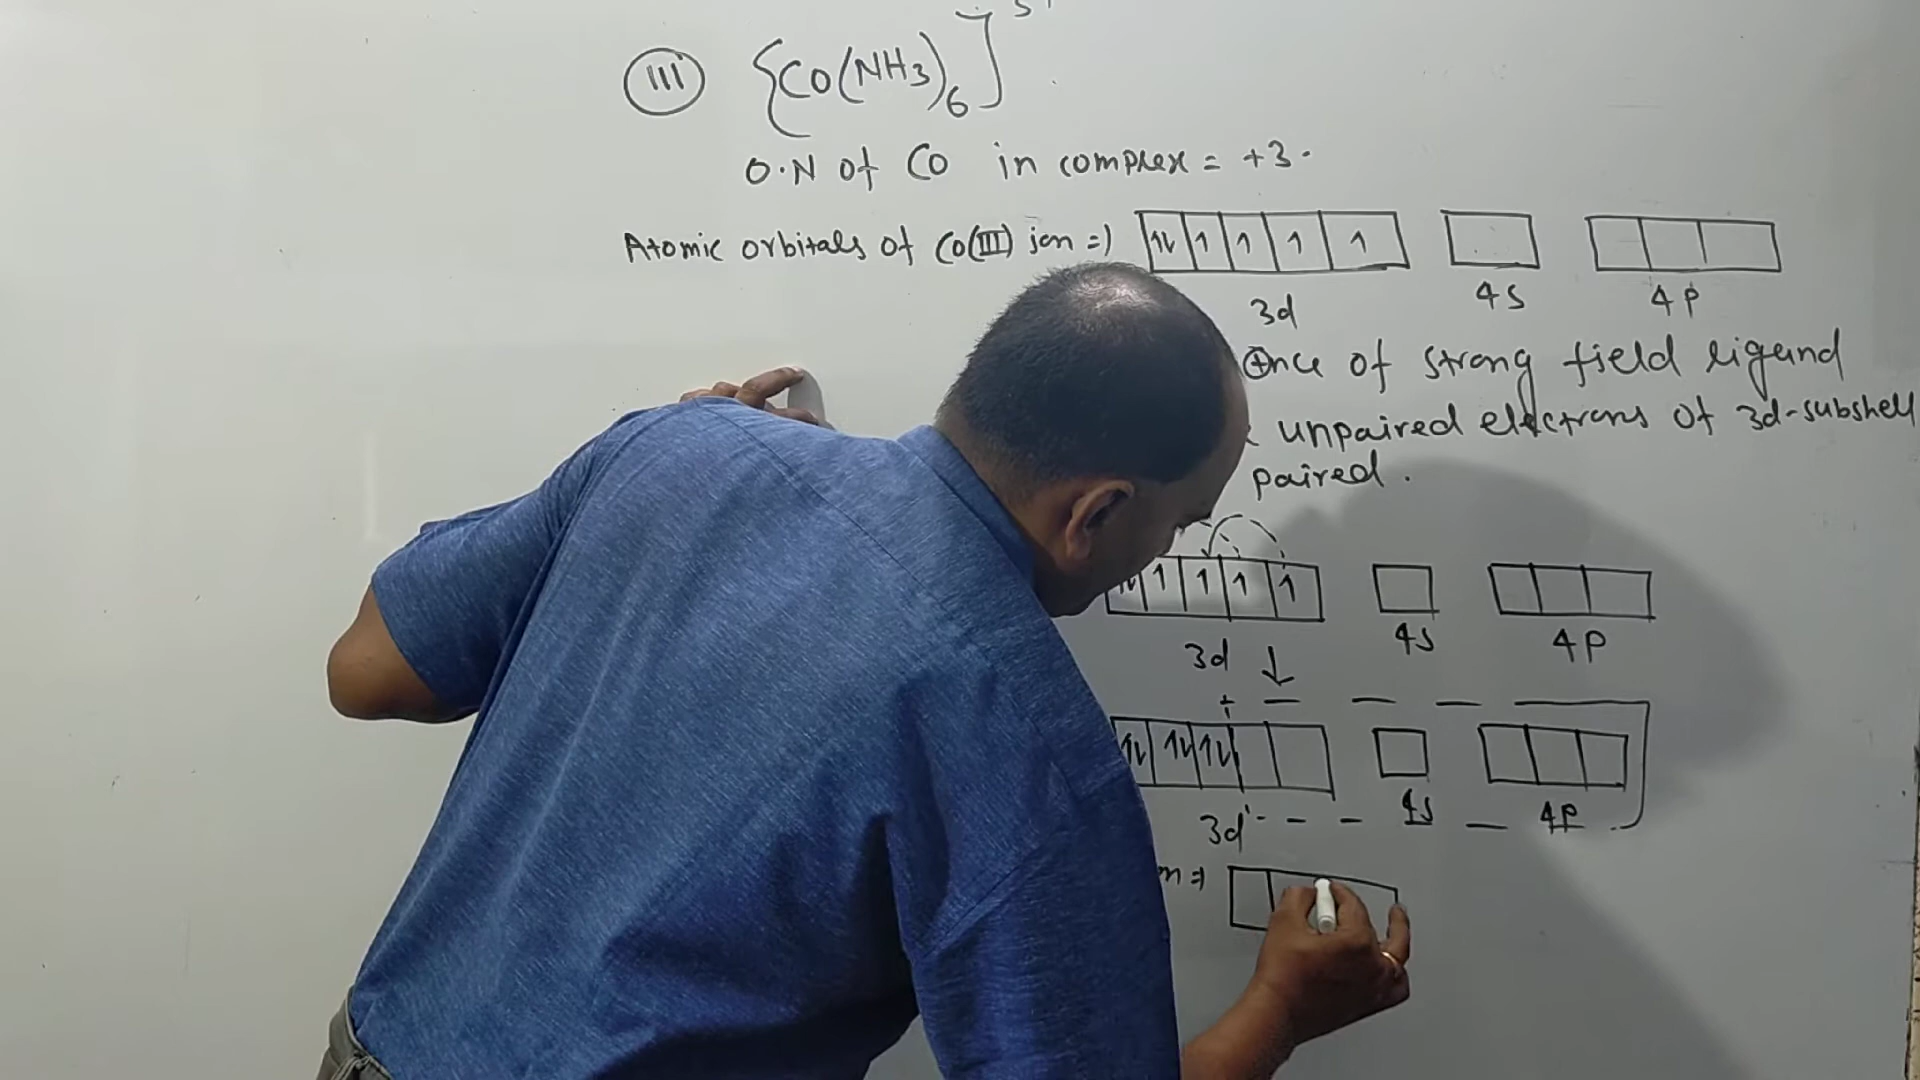 III {Co(NH3)6]3+
O.N of Co in complex = +3.
Atomic orbitals of Co(III) ion =) 1↓ 1 1 1 1
3d 4S 4P
of strong field ligand
unpaired electrons of 3d-subshell
paired.
1 1 1 1
3d ↓ 4S 4P
1↓ 1↓ 1↓
3d 4S 4P